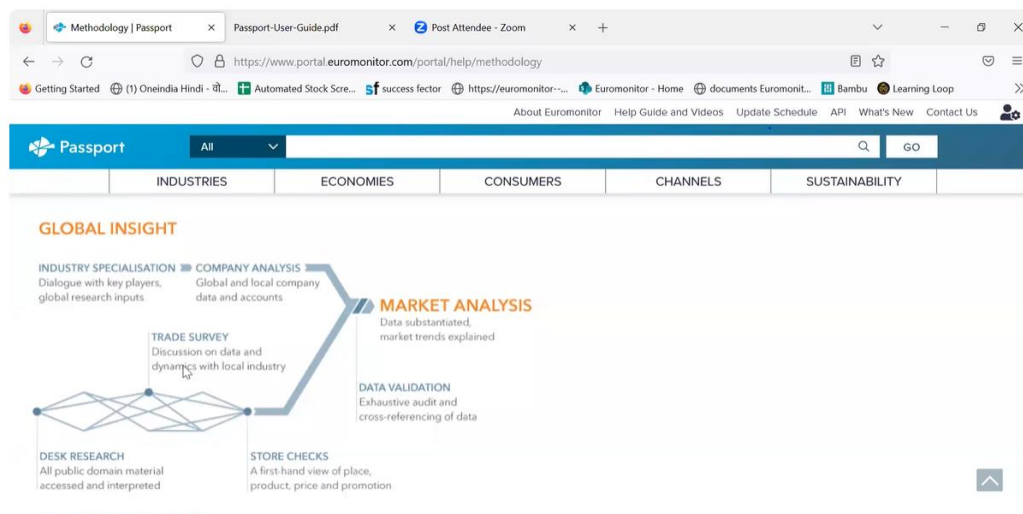 Methodology | Passport
Passport-User-Guide.pdf
Post Attendee - Zoom
https://www.portal.euromonitor.com/portal/help/methodology
Getting Started
(1) Oneindia Hindi - वी...
Automated Stock Scre...
success factor
https://euromonitor--...
Euromonitor - Home
documents Euromonit...
Bambu
Learning Loop
About Euromonitor Help Guide and Videos Update Schedule API What's New Contact Us
Passport
All
GO
INDUSTRIES ECONOMIES CONSUMERS CHANNELS SUSTAINABILITY
GLOBAL INSIGHT
INDUSTRY SPECIALISATION
Dialogue with key players,
global research inputs
COMPANY ANALYSIS
Global and local company
data and accounts
MARKET ANALYSIS
Data substantiated,
market trends explained
TRADE SURVEY
Discussion on data and
dynamics with local industry
DATA VALIDATION
Exhaustive audit and
cross-referencing of data
DESK RESEARCH
All public domain material
accessed and interpreted
STORE CHECKS
A first-hand view of place,
product, price and promotion